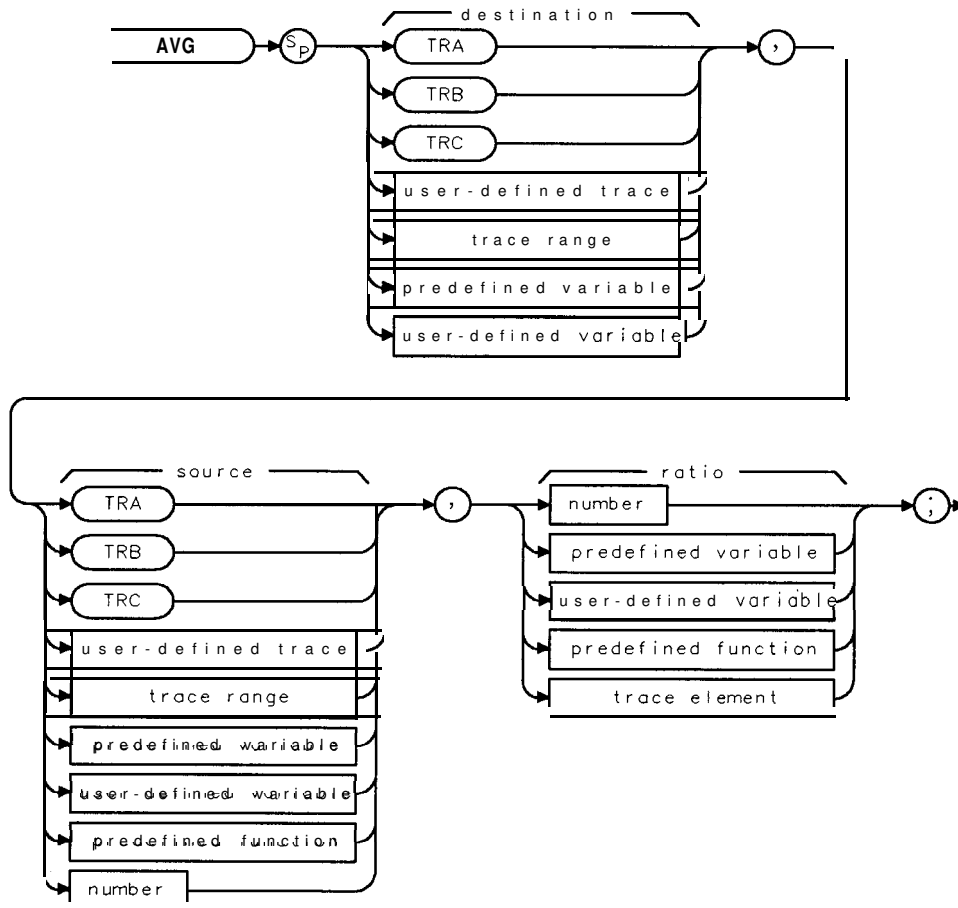 destination
AVG
SP
TRA
,
TRB
TRC
user-defined trace
trace range
predefined variable
user-defined variable
source
TRA
,
TRB
TRC
user-defined trace
trace range
predefined variable
user-defined variable
predefined function
number
ratio
number
;
predefined variable
user-defined variable
predefined function
trace element